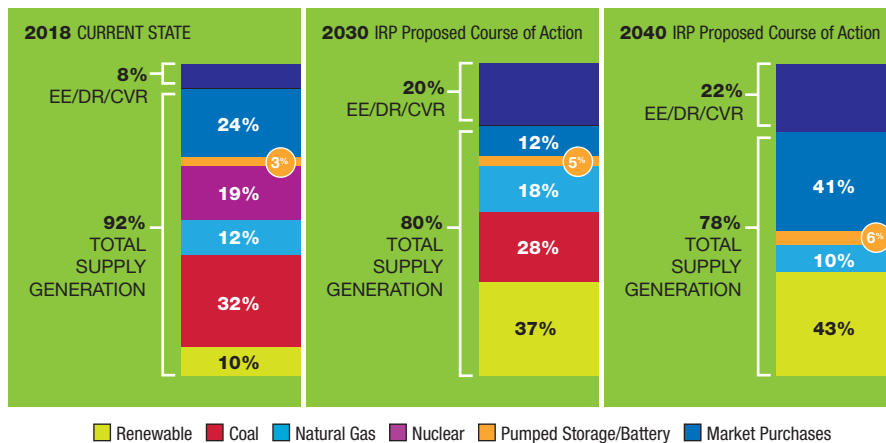 2018 CURRENT STATE
8%
EE/DR/CVR
24%
3%
19%
12%
32%
10%
92%
TOTAL
SUPPLY
GENERATION
2030 IRP Proposed Course of Action
20%
EE/DR/CVR
12%
5%
18%
28%
37%
80%
TOTAL
SUPPLY
GENERATION
2040 IRP Proposed Course of Action
22%
EE/DR/CVR
41%
6%
10%
43%
78%
TOTAL
SUPPLY
GENERATION
Renewable Coal Natural Gas Nuclear Pumped Storage/Battery Market Purchases